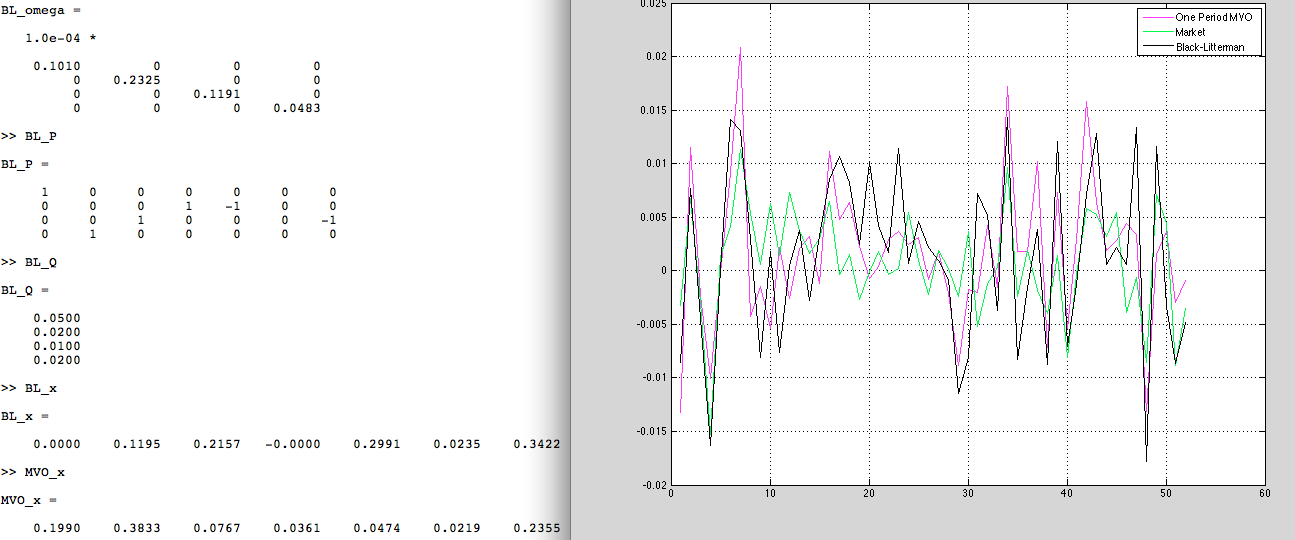 BL_omega =
1.0e-04 *
0.1010 0 0 0
0 0.2325 0 0
0 0 0.1191 0
0 0 0 0.0483
>> BL_P
BL_P =
1 0 0 0 0 0 0
0 0 0 1 -1 0 0
0 0 1 0 0 0 -1
0 1 0 0 0 0 0
>> BL_Q
BL_Q =
0.0500
0.0200
0.0100
0.0200
>> BL_x
BL_x =
0.0000 0.1195 0.2157 -0.0000 0.2991 0.0235 0.3422
>> MVO_x
MVO_x =
0.1990 0.3833 0.0767 0.0361 0.0474 0.0219 0.2355
0.025
0.02
0.015
0.01
0.005
0
-0.005
-0.01
-0.015
-0.02
0 10 20 30 40 50 60
One Period MVO
Market
Black-Litterman